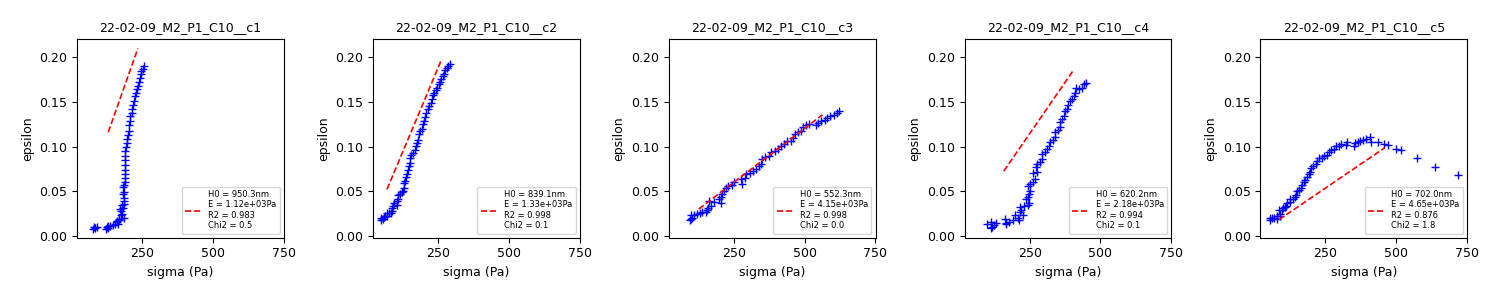 22-02-09_M2_P1_C10__c1
0.20
0.15
0.10
0.05
0.00
epsilon
H0 = 950.3nm
E = 1.12e+03Pa
R2 = 0.983
Chi2 = 0.5
250
500
750
sigma (Pa)
22-02-09_M2_P1_C10__c2
0.20
0.15
0.10
0.05
0.00
epsilon
H0 = 839.1nm
E = 1.33e+03Pa
R2 = 0.998
Chi2 = 0.1
250
500
750
sigma (Pa)
22-02-09_M2_P1_C10__c3
0.20
0.15
0.10
0.05
0.00
epsilon
H0 = 552.3nm
E = 4.15e+03Pa
R2 = 0.998
Chi2 = 0.0
250
500
750
sigma (Pa)
22-02-09_M2_P1_C10__c4
0.20
0.15
0.10
0.05
0.00
epsilon
H0 = 620.2nm
E = 2.18e+03Pa
R2 = 0.994
Chi2 = 0.1
250
500
750
sigma (Pa)
22-02-09_M2_P1_C10__c5
0.20
0.15
0.10
0.05
0.00
epsilon
H0 = 702.0nm
E = 4.65e+03Pa
R2 = 0.876
Chi2 = 1.8
250
500
750
sigma (Pa)